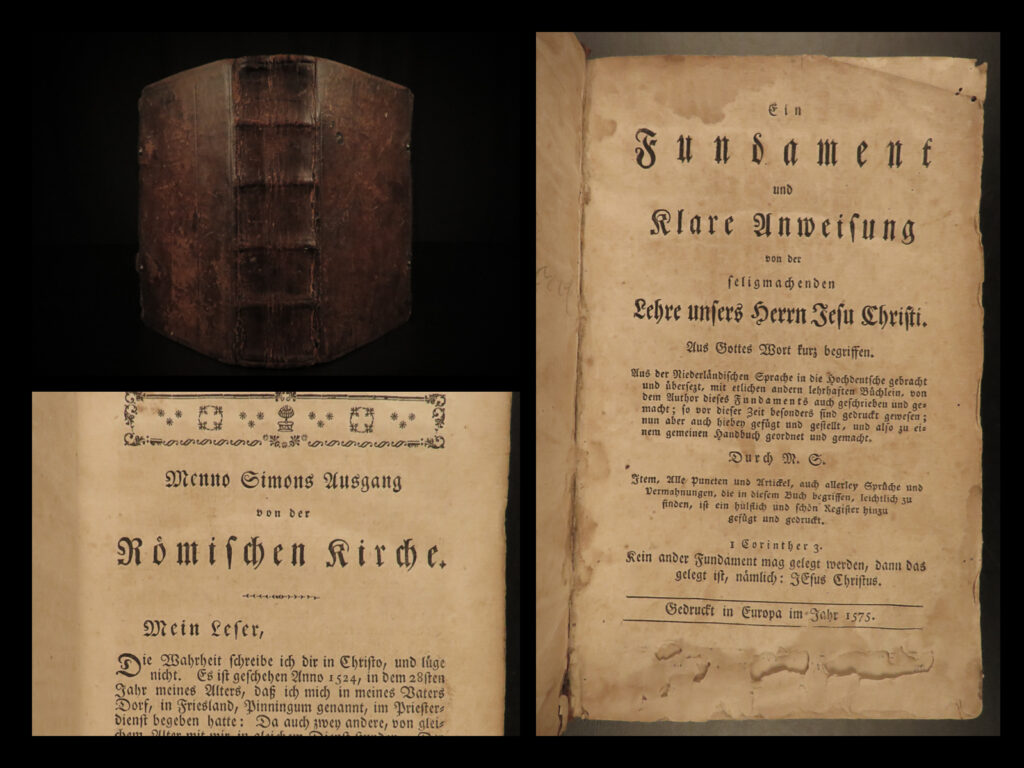 Ein
Fundament
und
Klare Anweisung
von der
seligmachenden
Lehre unsers Herrn Jesu Christi.
Aus Gottes Wort kurz begriffen.
Aus der Niederländischen Sprache in die Hochdeutsche gebracht
und übersezt, mit etlichen andern lehrhaften Büchlein, von
dem Author dieses Fundaments auch geschrieben und ge-
macht; so vor dieser Zeit besonders sind gedruckt gewesen;
nun aber auch hiebey gefügt und gestellt, und also zu ei-
nem gemeinen Handbuch geordnet und gemacht.
Durch M. S.
Item, Alle Puncten und Artickel, auch allerley Sprüche und
Vermahnungen, die in diesem Buch begriffen, leichtlich zu
finden, ist ein hülflich und schön Register hinzu
gefügt und gedruckt.
1 Corinther 3.
Kein ander Fundament mag gelegt werden, dann das
gelegt ist, nämlich: JEsus Christus.
Gedruckt in Europa im Jahr 1575.
Menno Simons Ausgang
von der
Römischen Kirche.
Mein Leser,
Die Wahrheit schreibe ich dir in Christo, und lüge
nicht. Es ist geschehen Anno 1524, in dem 28sten
Jahr meines Alters, daß ich mich in meines Vaters
Dorf, in Friesland, Pinningum genannt, im Priester-
dienst begeben hatte: Da auch zwey andere, von glei-
chem Alter mit mir in gleichem Dienst